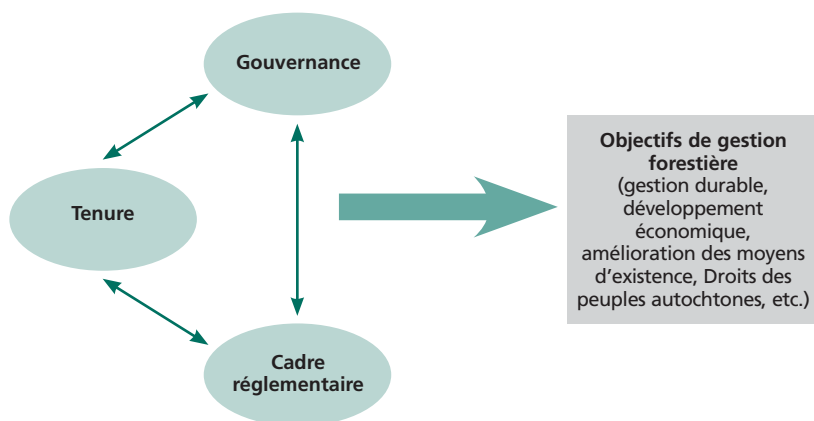 Gouvernance
Tenure
Cadre
réglementaire
Objectifs de gestion
forestière
(gestion durable,
développement
économique,
amélioration des moyens
d’existence, Droits des
peuples autochtones, etc.)